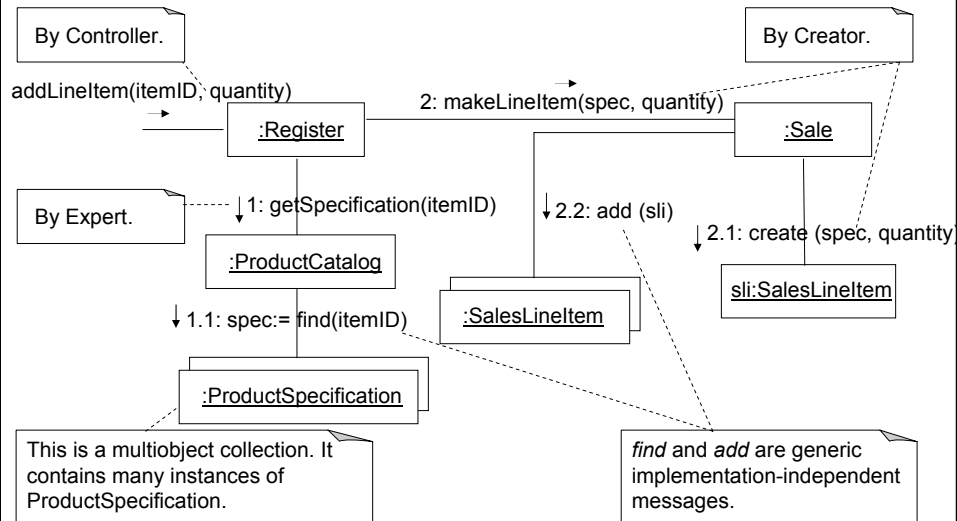 By Controller.
By Creator.
addLineItem(itemID, quantity)
2: makeLineItem(spec, quantity)
:Register
:Sale
By Expert.
1: getSpecification(itemID)
2.2: add (sli)
2.1: create (spec, quantity)
:ProductCatalog
:SalesLineItem
sli:SalesLineItem
1.1: spec:= find(itemID)
:ProductSpecification
This is a multiobject collection. It
contains many instances of
ProductSpecification.
find and add are generic
implementation-independent
messages.